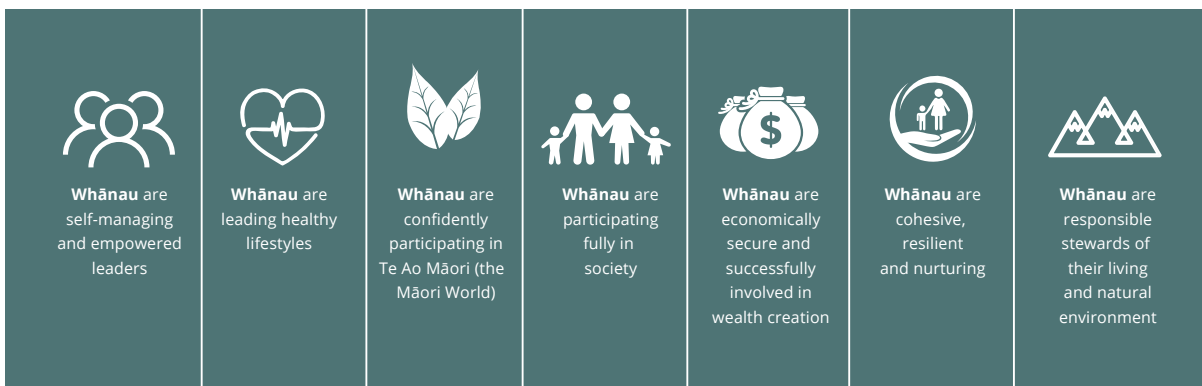 Whānau are
self-managing
and empowered
leaders
Whānau are
leading healthy
lifestyles
Whānau are
confidently
participating in
Te Ao Māori (the
Māori World)
Whānau are
participating
fully in
society
Whānau are
economically
secure and
successfully
involved in
wealth creation
Whānau are
cohesive,
resilient
and nurturing
Whānau are
responsible
stewards of
their living
and natural
environment
$